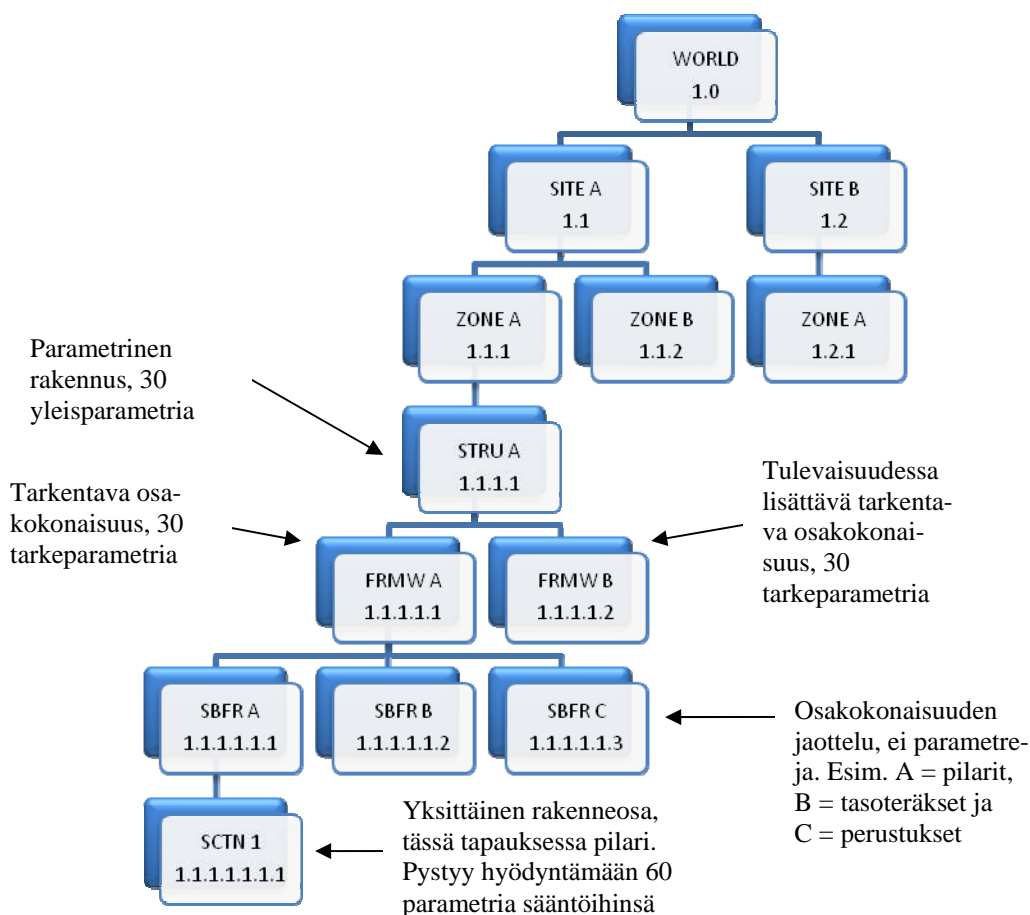 WORLD
1.0
SITE A
1.1
SITE B
1.2
ZONE A
1.1.1
ZONE B
1.1.2
ZONE A
1.2.1
Parametrinen
rakennus, 30
yleisparametria
STRU A
1.1.1.1
Tarkentava osa-
kokonaisuus, 30
tarkeparametria
Tulevaisuudessa
lisättävä tarkenta-
va osakokonai-
suus, 30
tarkeparametria
FRMW A
1.1.1.1.1
FRMW B
1.1.1.1.2
SBFR A
1.1.1.1.1.1
SBFR B
1.1.1.1.1.2
SBFR C
1.1.1.1.1.3
Osakokonaisuuden
jaottelu, ei parametre-
ja. Esim. A = pilarit,
B = tasoteräkset ja
C = perustukset
SCTN 1
1.1.1.1.1.1.1
Yksittäinen rakenneosa,
tässä tapauksessa pilari.
Pystyy hyödyntämään 60
parametria sääntöihinsä